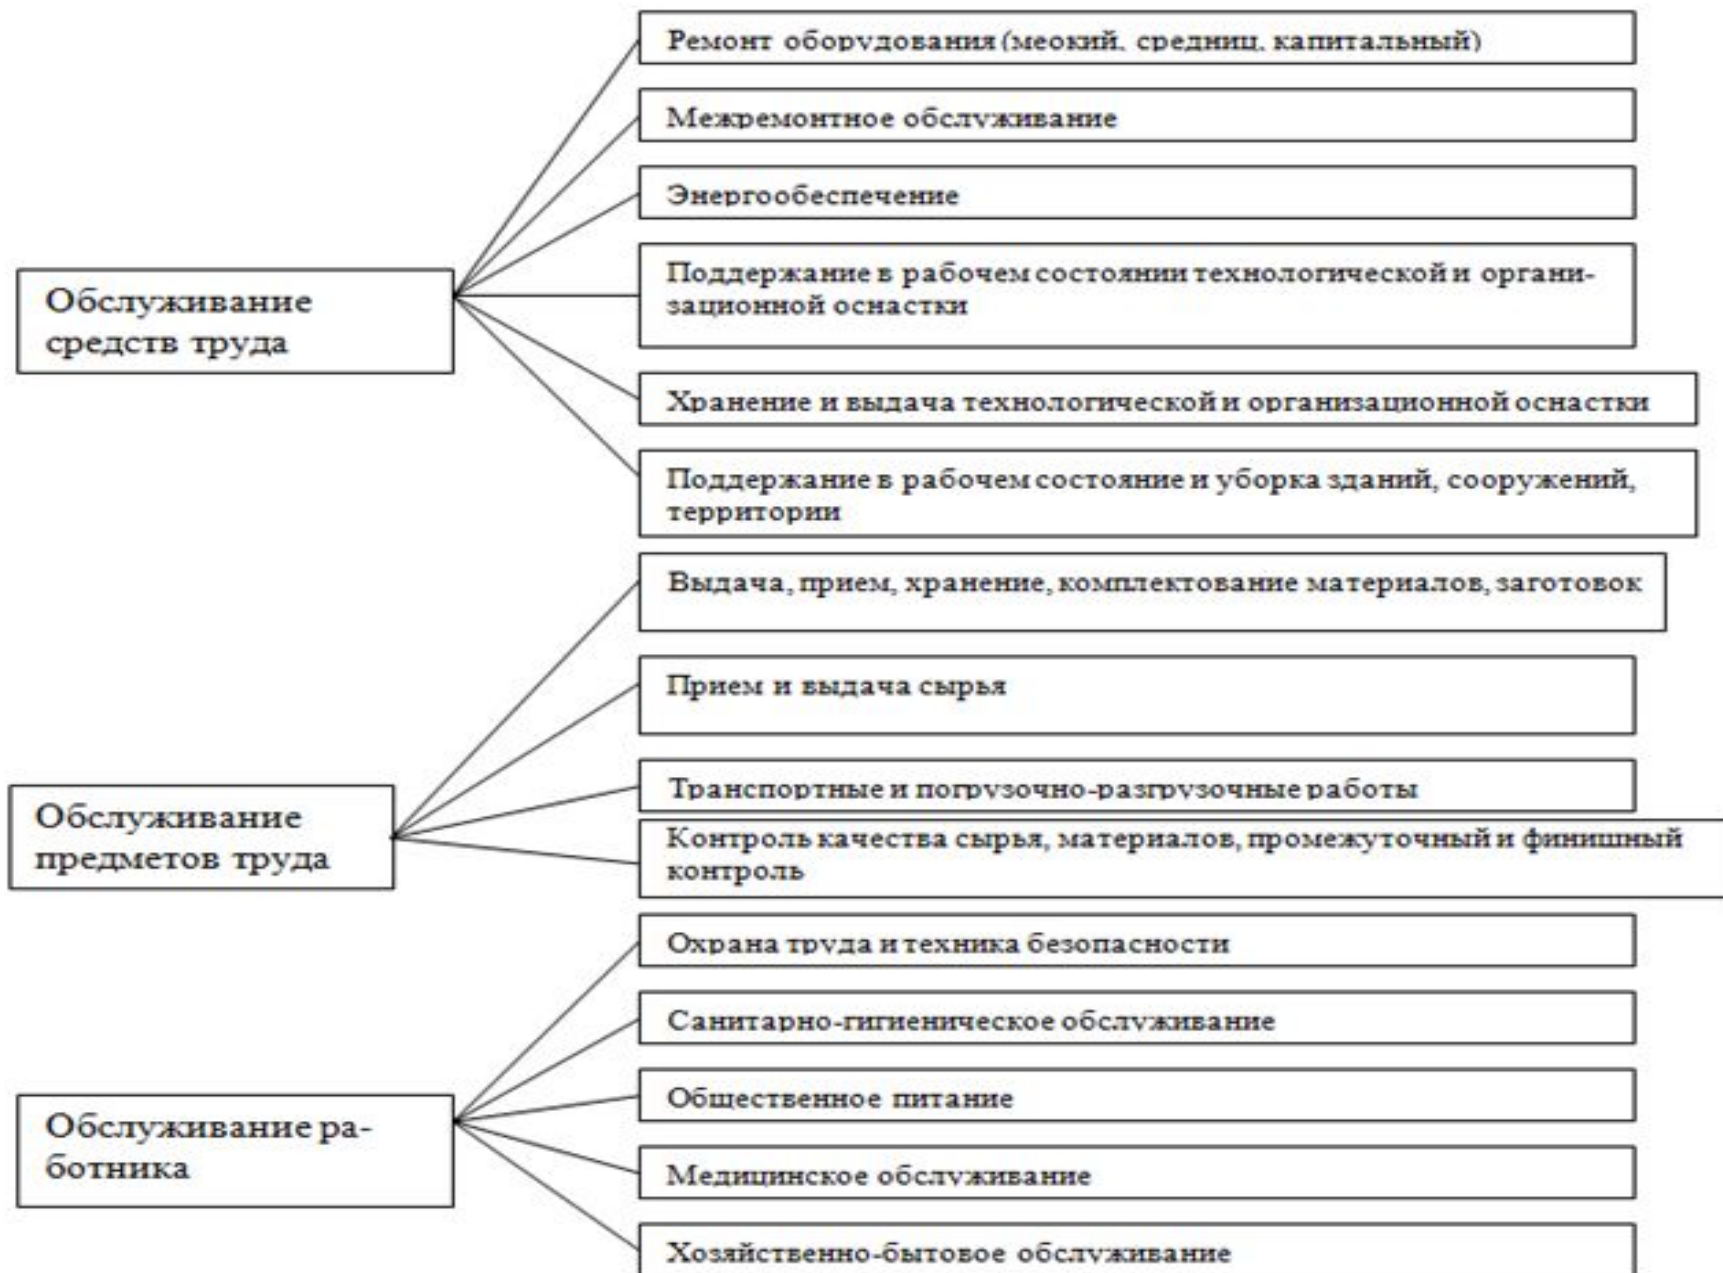 Ремонт оборудования (меокий, средниц, капитальный)
Межремонтное обслуживание
Энергообеспечение
Обслуживание
средств труда
Поддержание в рабочем состоянии технологической и органи-
зационной оснастки
Хранение и выдача технологической и организационной оснастки
Поддержание в рабочем состояние и уборка зданий, сооружений,
территории
Выдача, прием, хранение, комплектование материалов, заготовок
Прием и выдача сырья
Обслуживание
предметов труда
Транспортные и погрузочно-разгрузочные работы
Контроль качества сырья, материалов, промежуточный и финишный
контроль
Охрана труда и техника безопасности
Санитарно-гигиеническое обслуживание
Обслуживание ра-
ботника
Общественное питание
Медицинское обслуживание
Хозяйственно-бытовое обслуживание